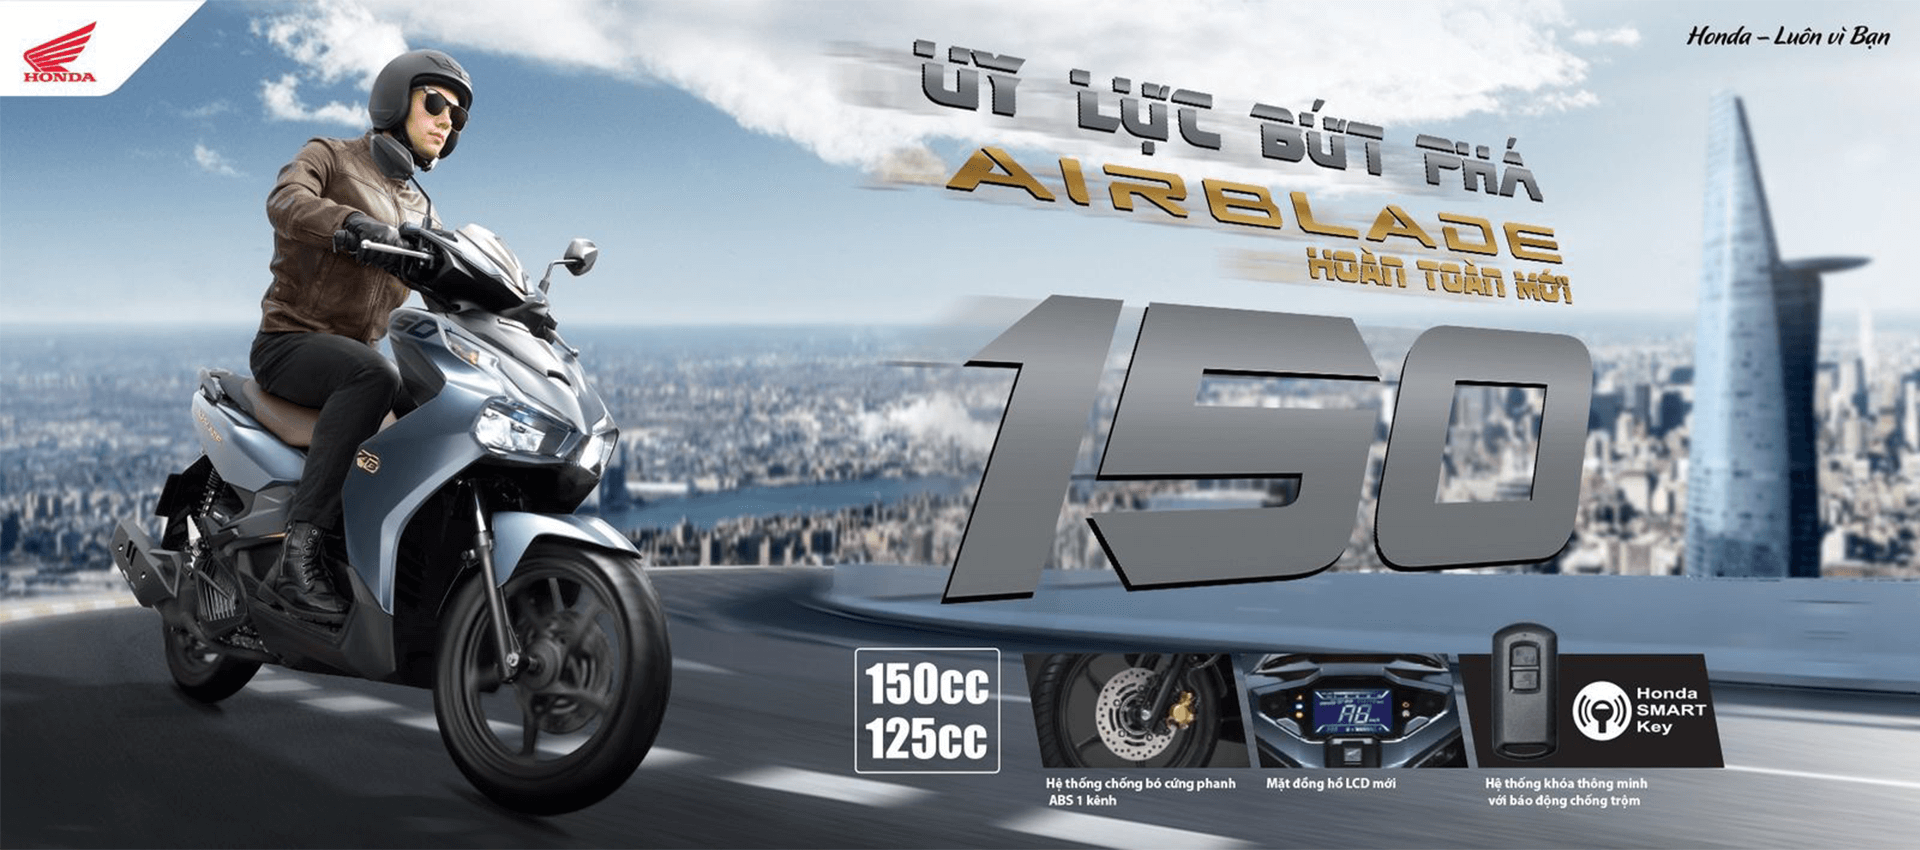 HONDA
Honda – Luôn vì Bạn
UY LỰC BỨT PHÁ
AIRBLADE
HOÀN TOÀN MỚI
150
150cc
125cc
Honda
SMART
Key
Hệ thống chống bó cứng phanh
ABS 1 kênh
Mặt đồng hồ LCD mới
Hệ thống khóa thông minh
với báo động chống trộm